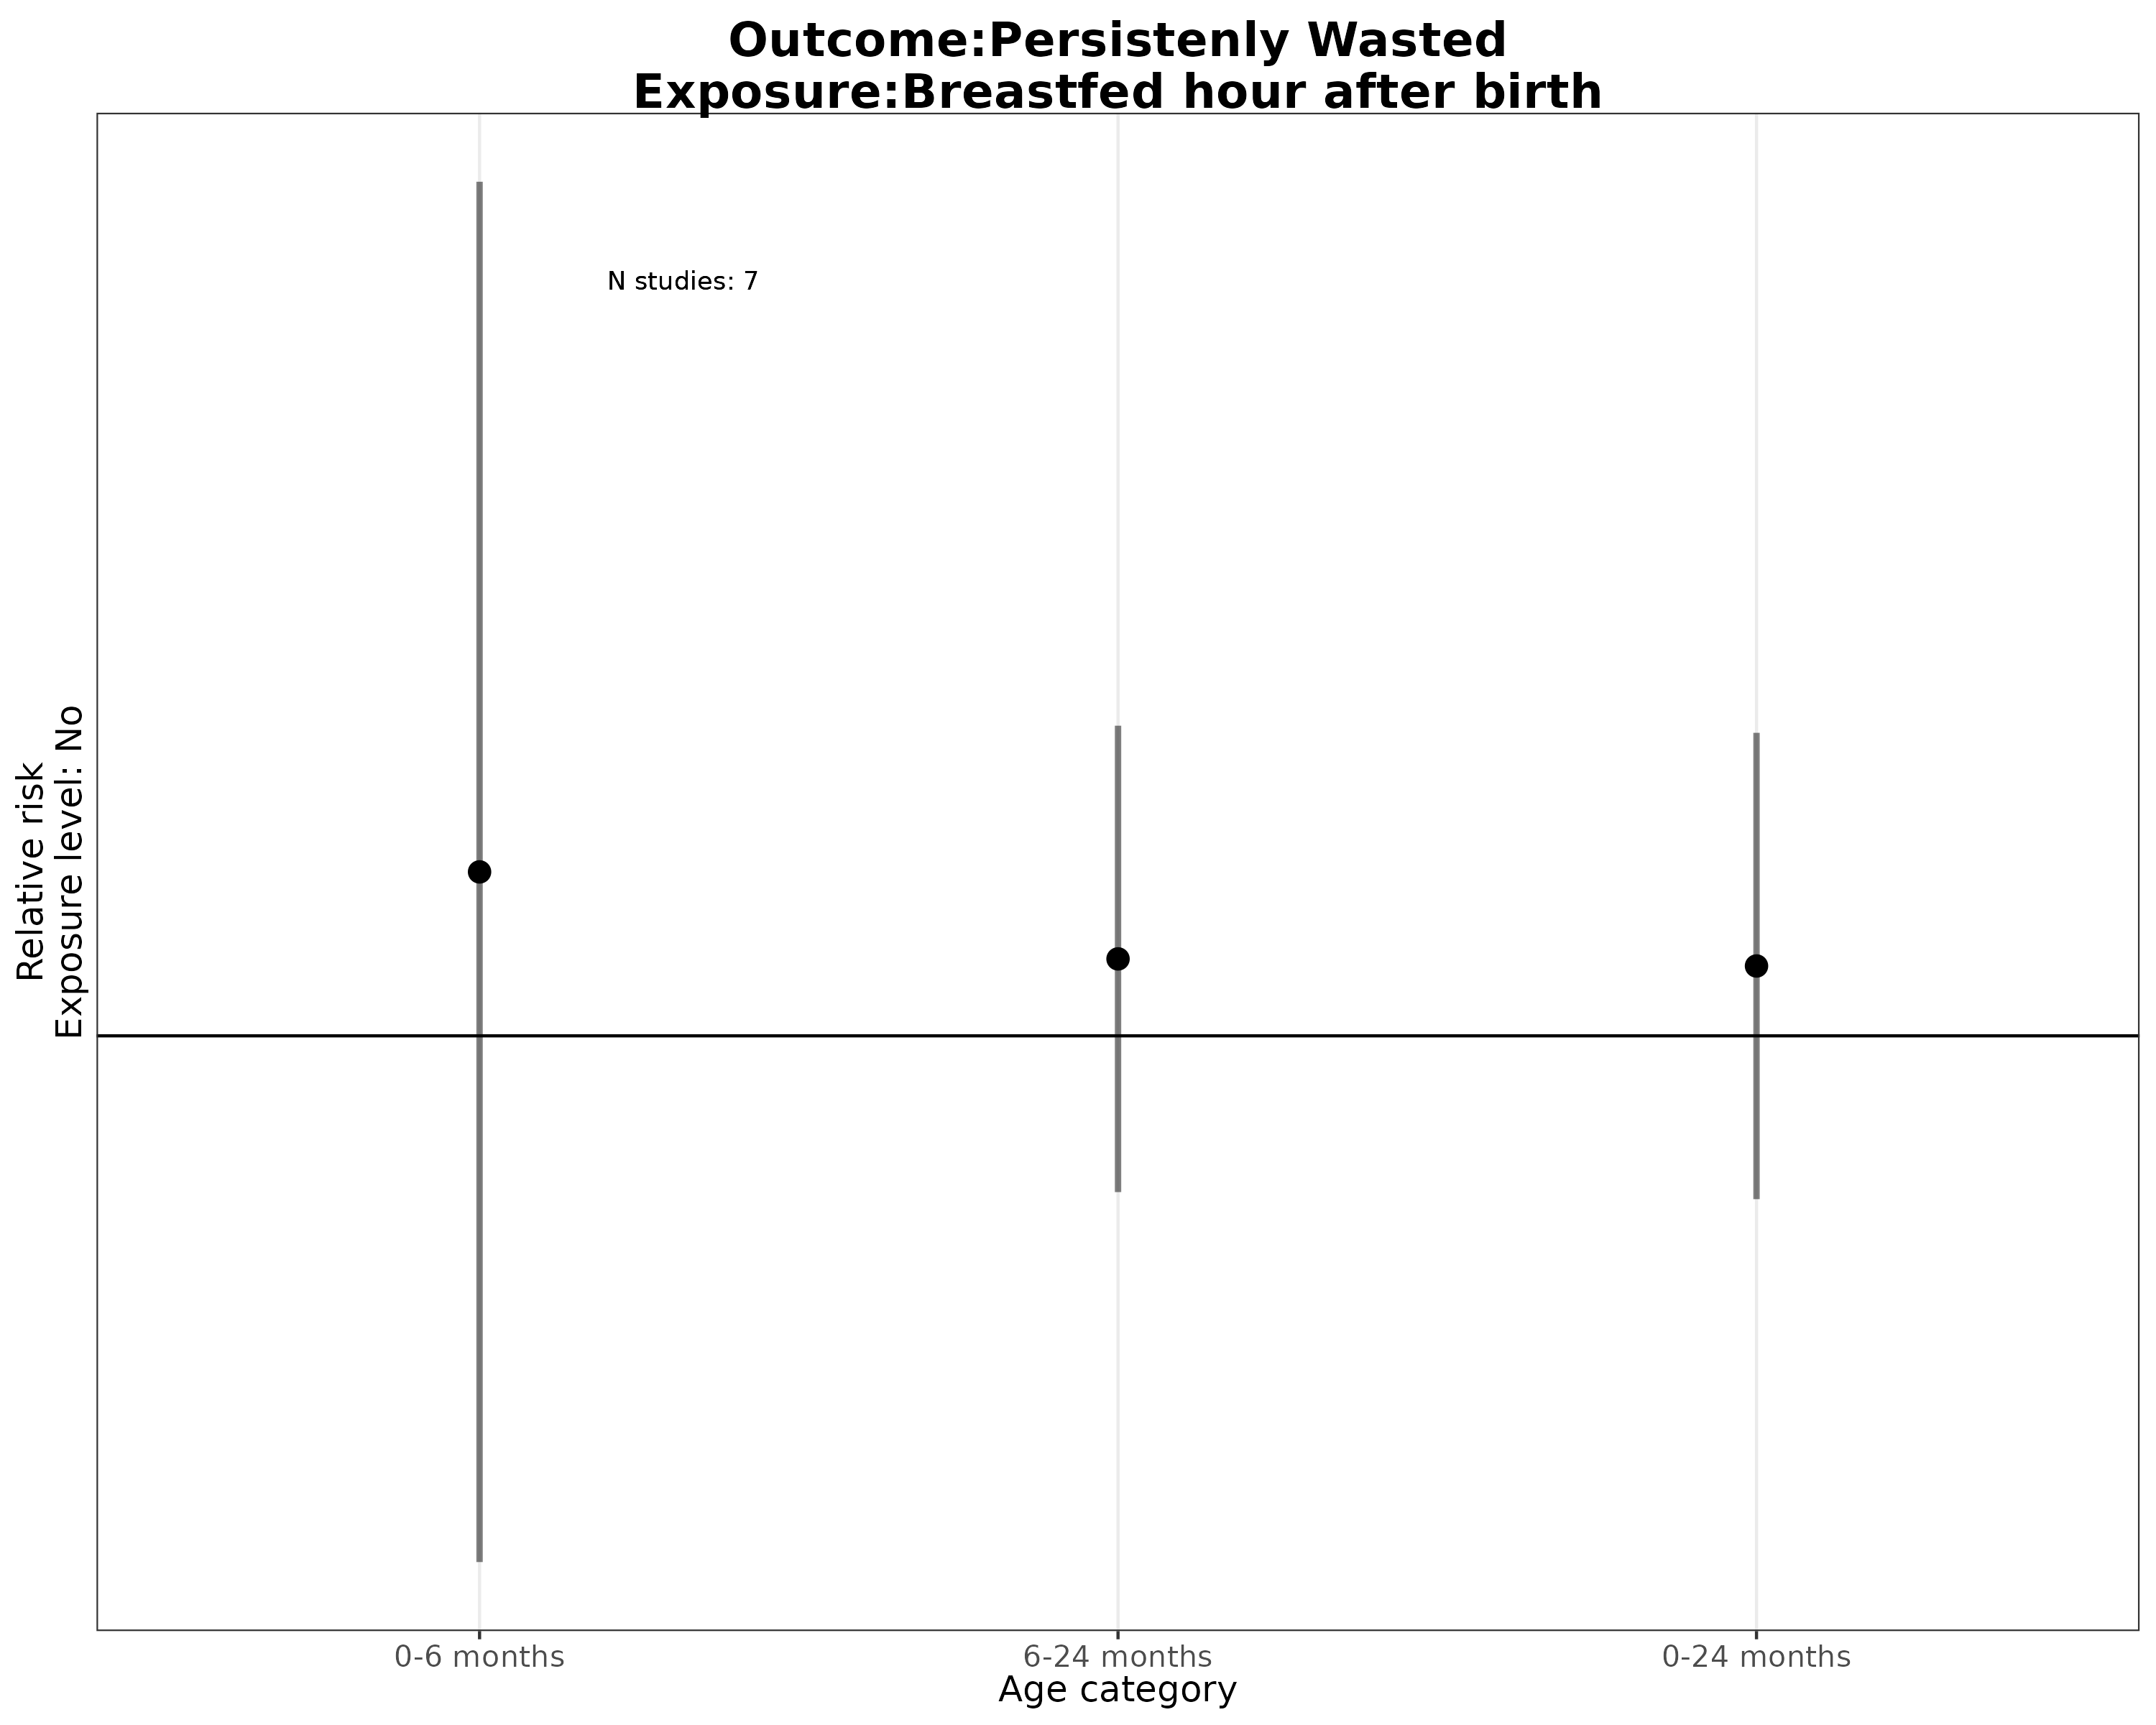 Outcome:Persistenly Wasted
Exposure:Breastfed hour after birth
N studies: 7
Relative risk
Exposure level: No
0-6 months
6-24 months
0-24 months
Age category